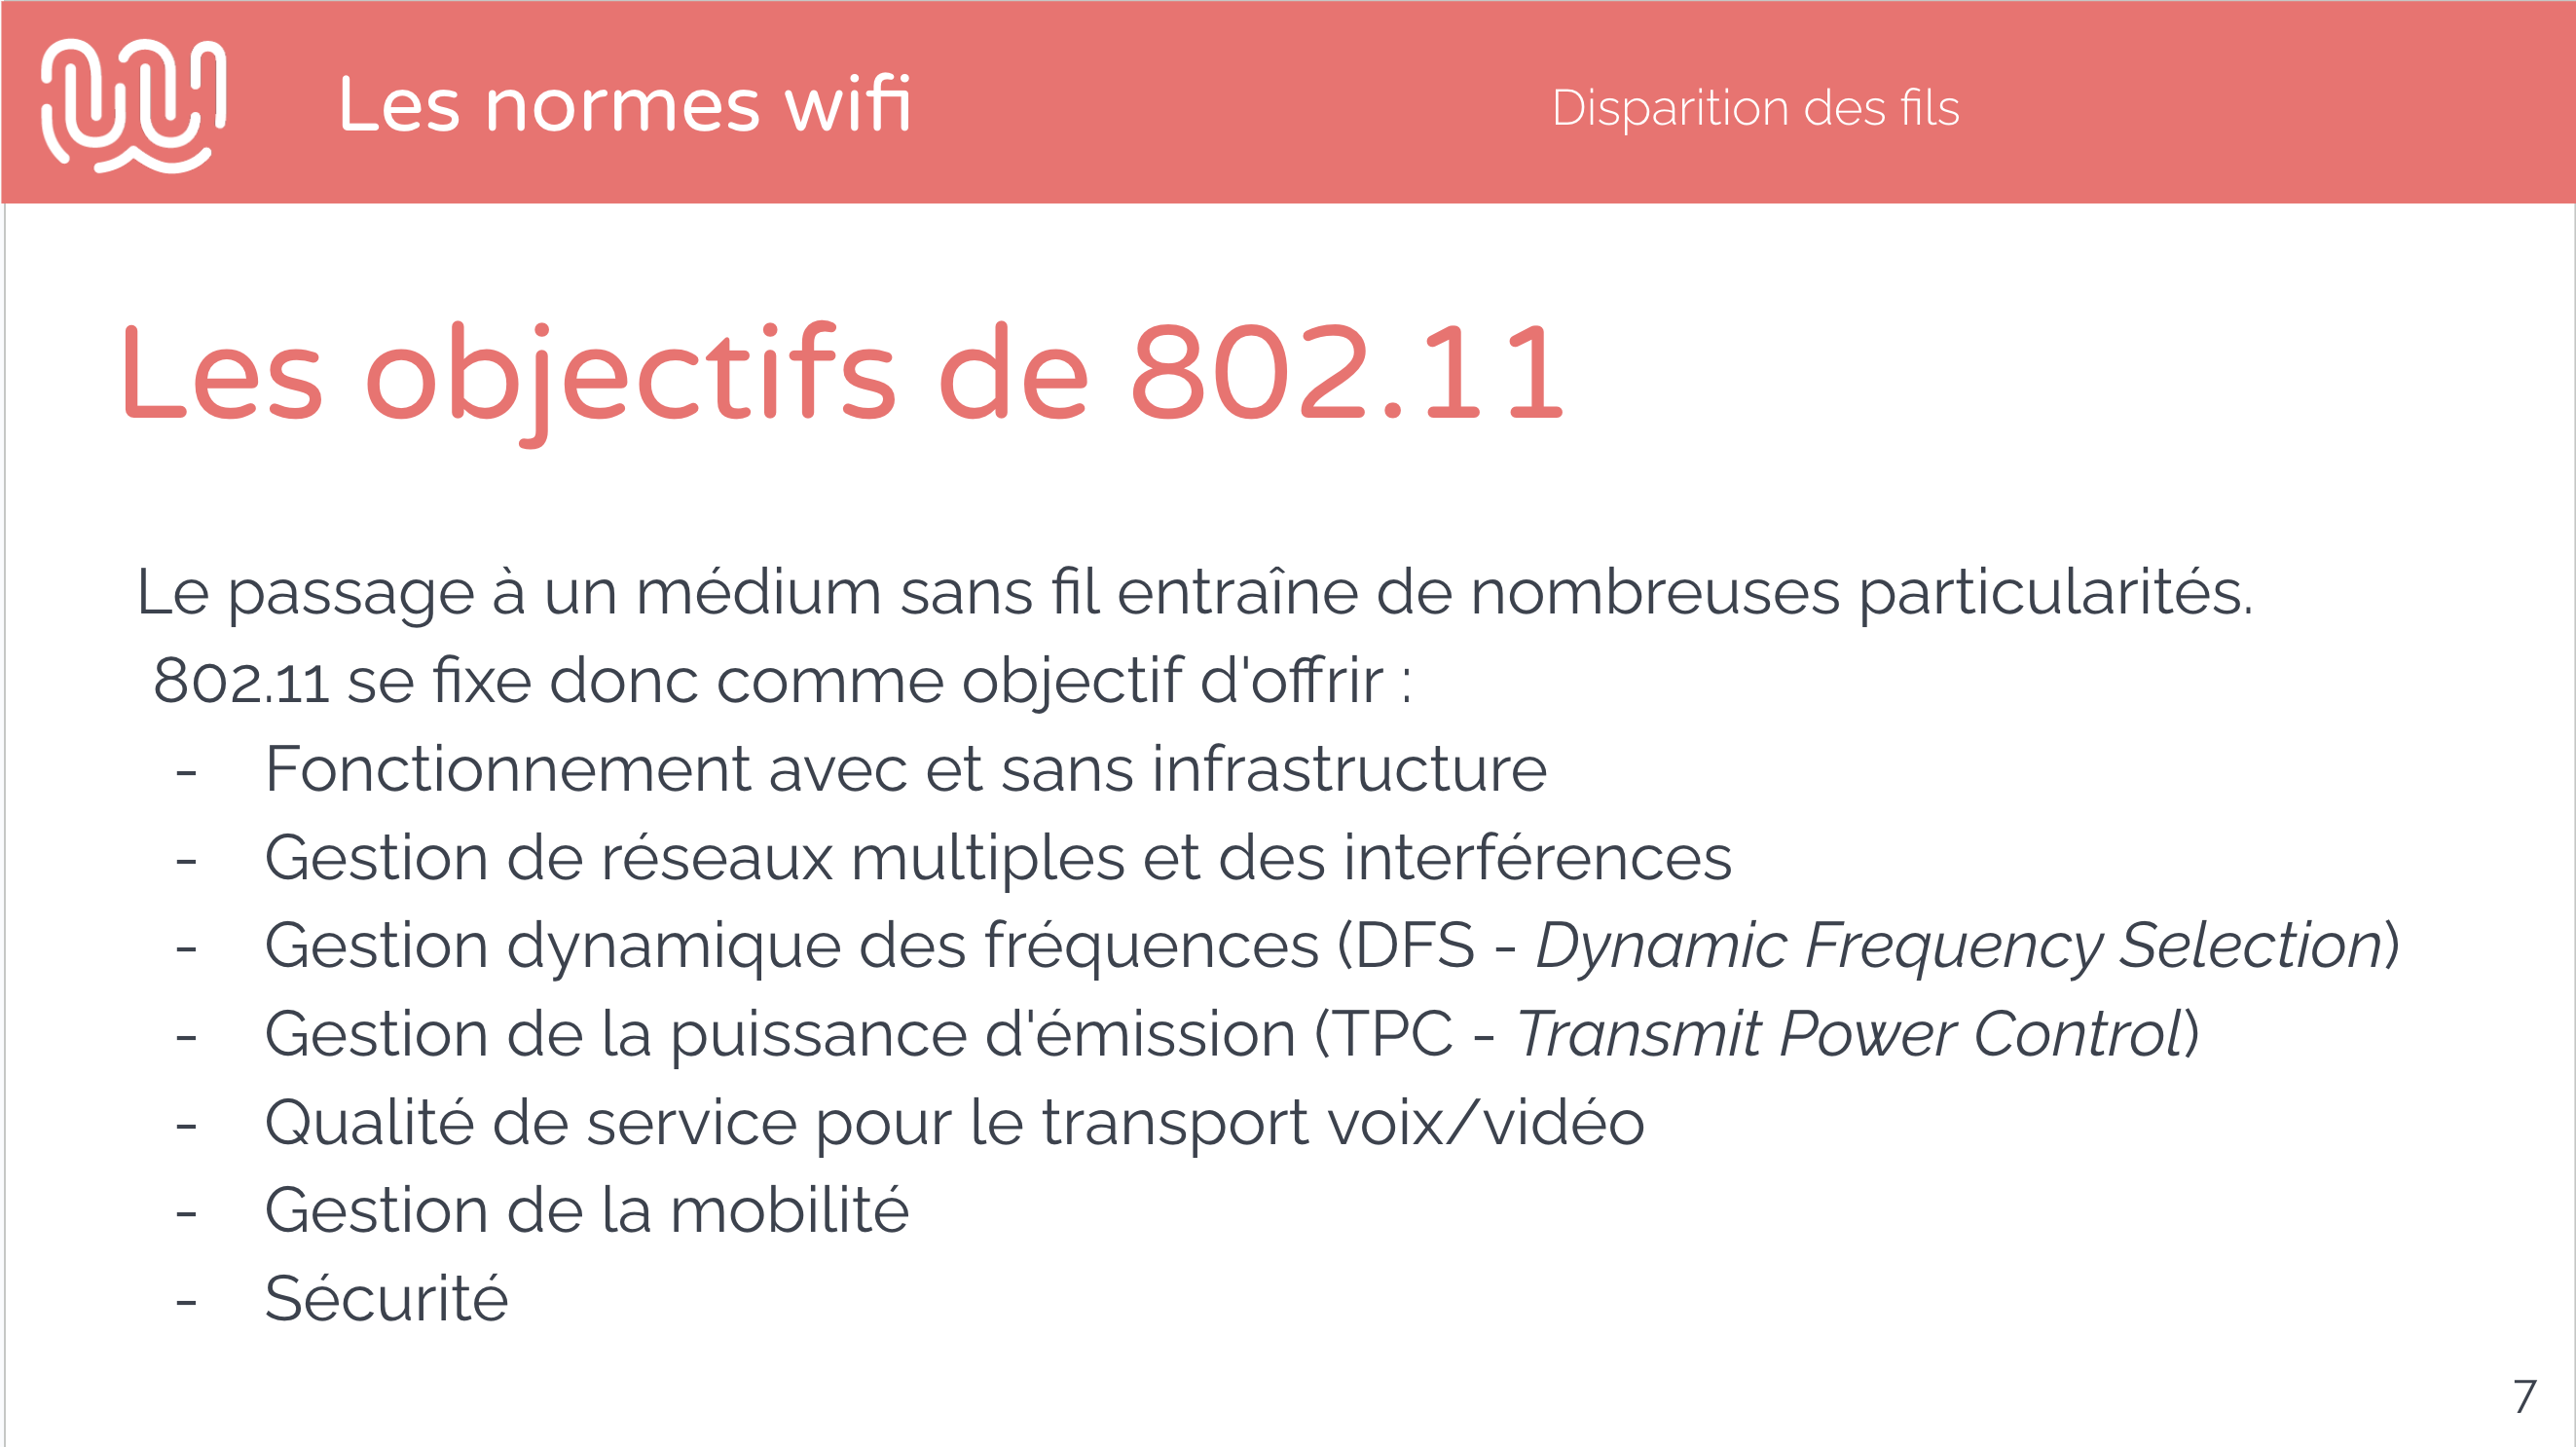 Les normes wifi
Disparition des fils
Les objectifs de 802.11
Le passage à un médium sans fil entraîne de nombreuses particularités.
802.11 se fixe donc comme objectif d'offrir :
- Fonctionnement avec et sans infrastructure
- Gestion de réseaux multiples et des interférences
- Gestion dynamique des fréquences (DFS - Dynamic Frequency Selection)
- Gestion de la puissance d'émission (TPC - Transmit Power Control)
- Qualité de service pour le transport voix/vidéo
- Gestion de la mobilité
- Sécurité
7